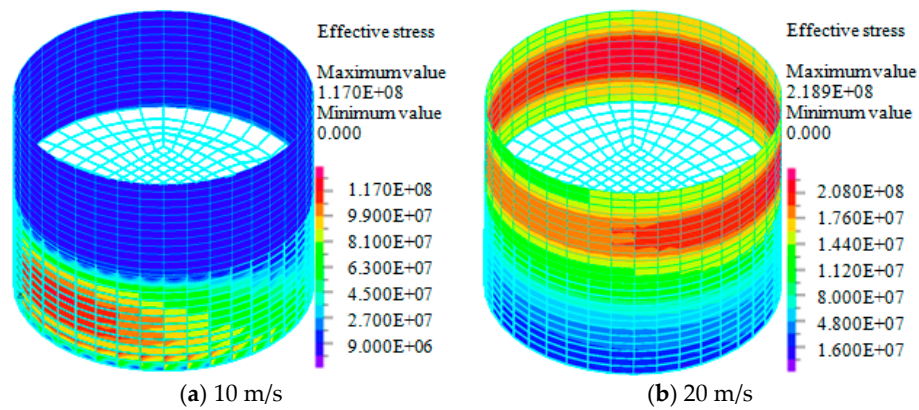 Effective stress
Maximum value
1.170E+08
Minimum value
0.000
1.170E+08
9.900E+07
8.100E+07
6.300E+07
4.500E+07
2.700E+07
9.000E+06
(a) 10 m/s
Effective stress
Maximum value
2.189E+08
Minimum value
0.000
2.080E+08
1.760E+07
1.440E+07
1.120E+07
8.000E+07
4.800E+07
1.600E+07
(b) 20 m/s